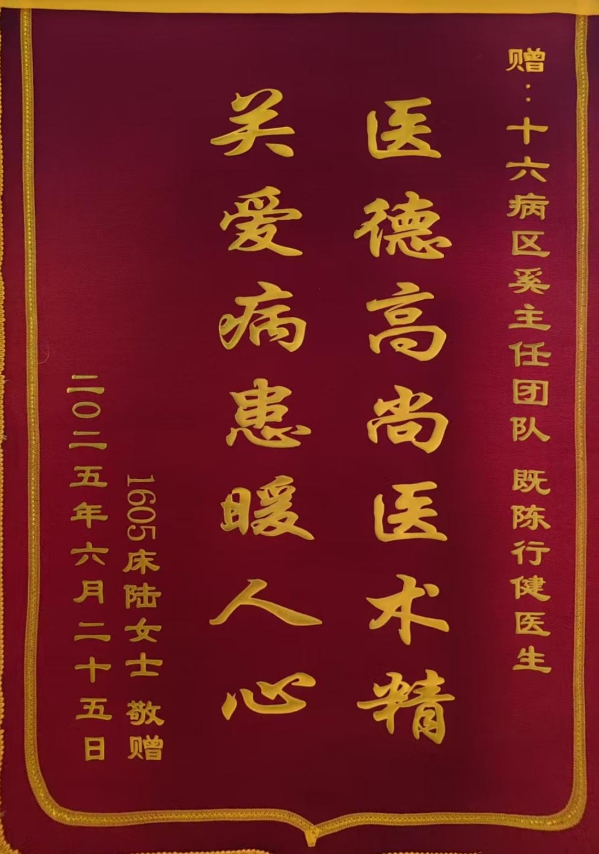 赠：十六病区奚主任团队 既陈行健医生
医德高尚医术精
关爱病患暖人心
1605床陆女士 敬赠
二〇二五年六月二十五日